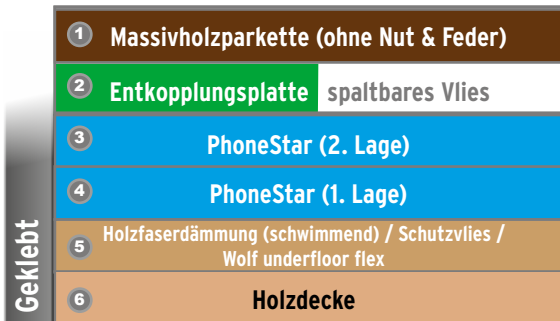 1 Massivholzparkette (ohne Nut & Feder)
2 Entkopplungsplatte spaltbares Vlies
3 PhoneStar (2. Lage)
4 PhoneStar (1. Lage)
5 Holzfaserdämmung (schwimmend) / Schutzvlies /
Wolf underfloor flex
6 Holzdecke
Geklebt